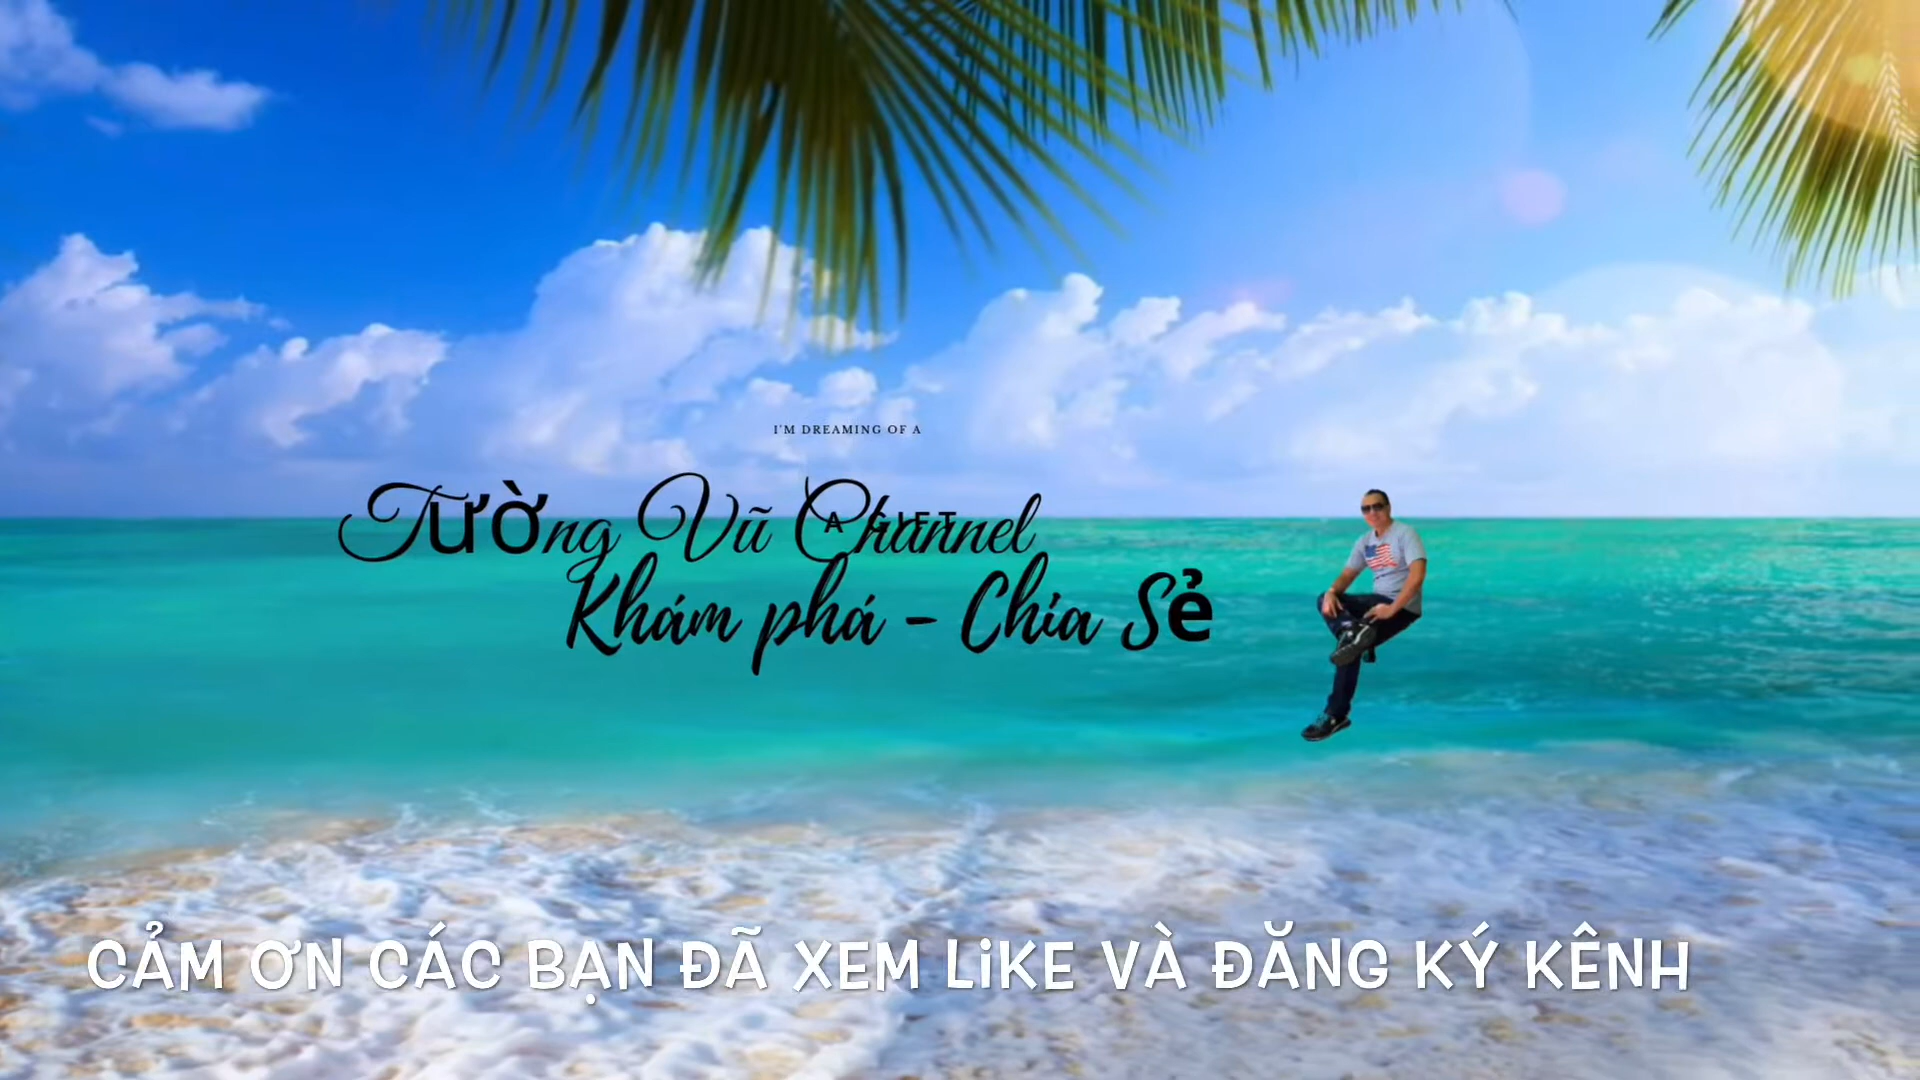 I'M DREAMING OF A
Tường Vũ Channel
A GIFT
Khám phá - Chia Sẻ
CẢM ƠN CÁC BẠN ĐÃ XEM LiKE VÀ ĐĂNG KÝ KÊNH